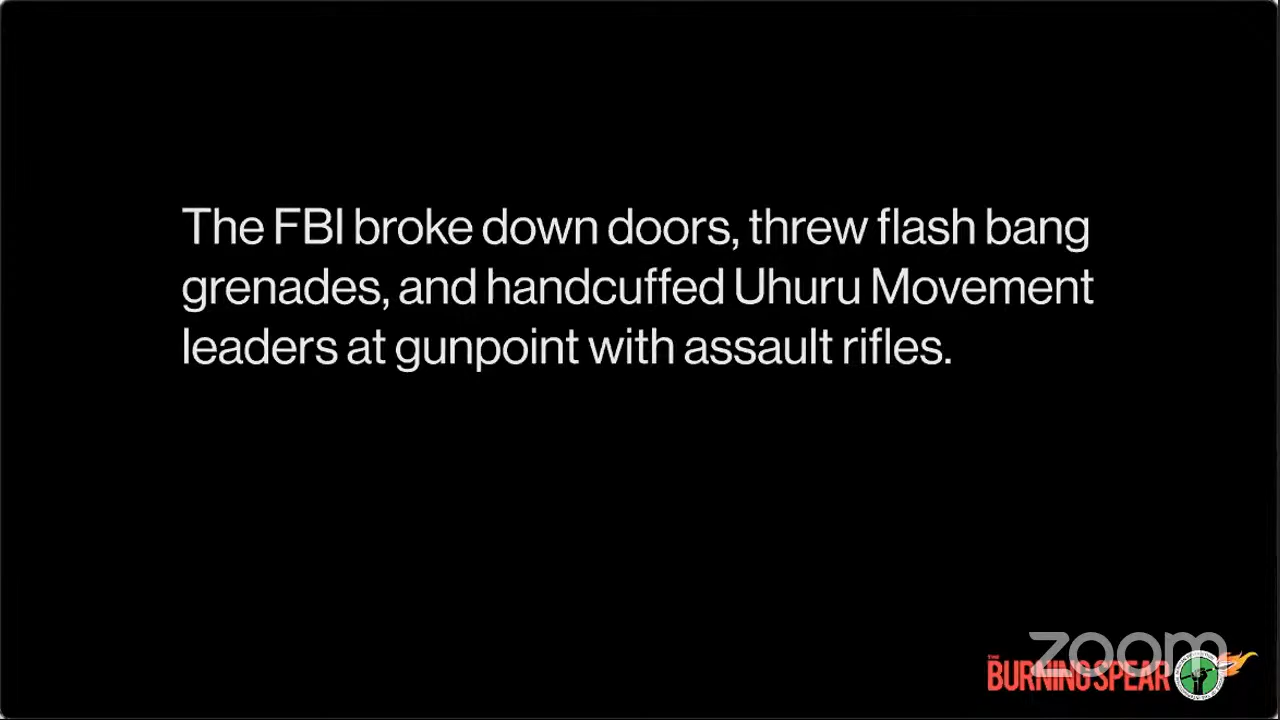 The FBI broke down doors, threw flash bang
grenades, and handcuffed Uhuru Movement
leaders at gunpoint with assault rifles.
zoom
THE
BURNING SPEAR